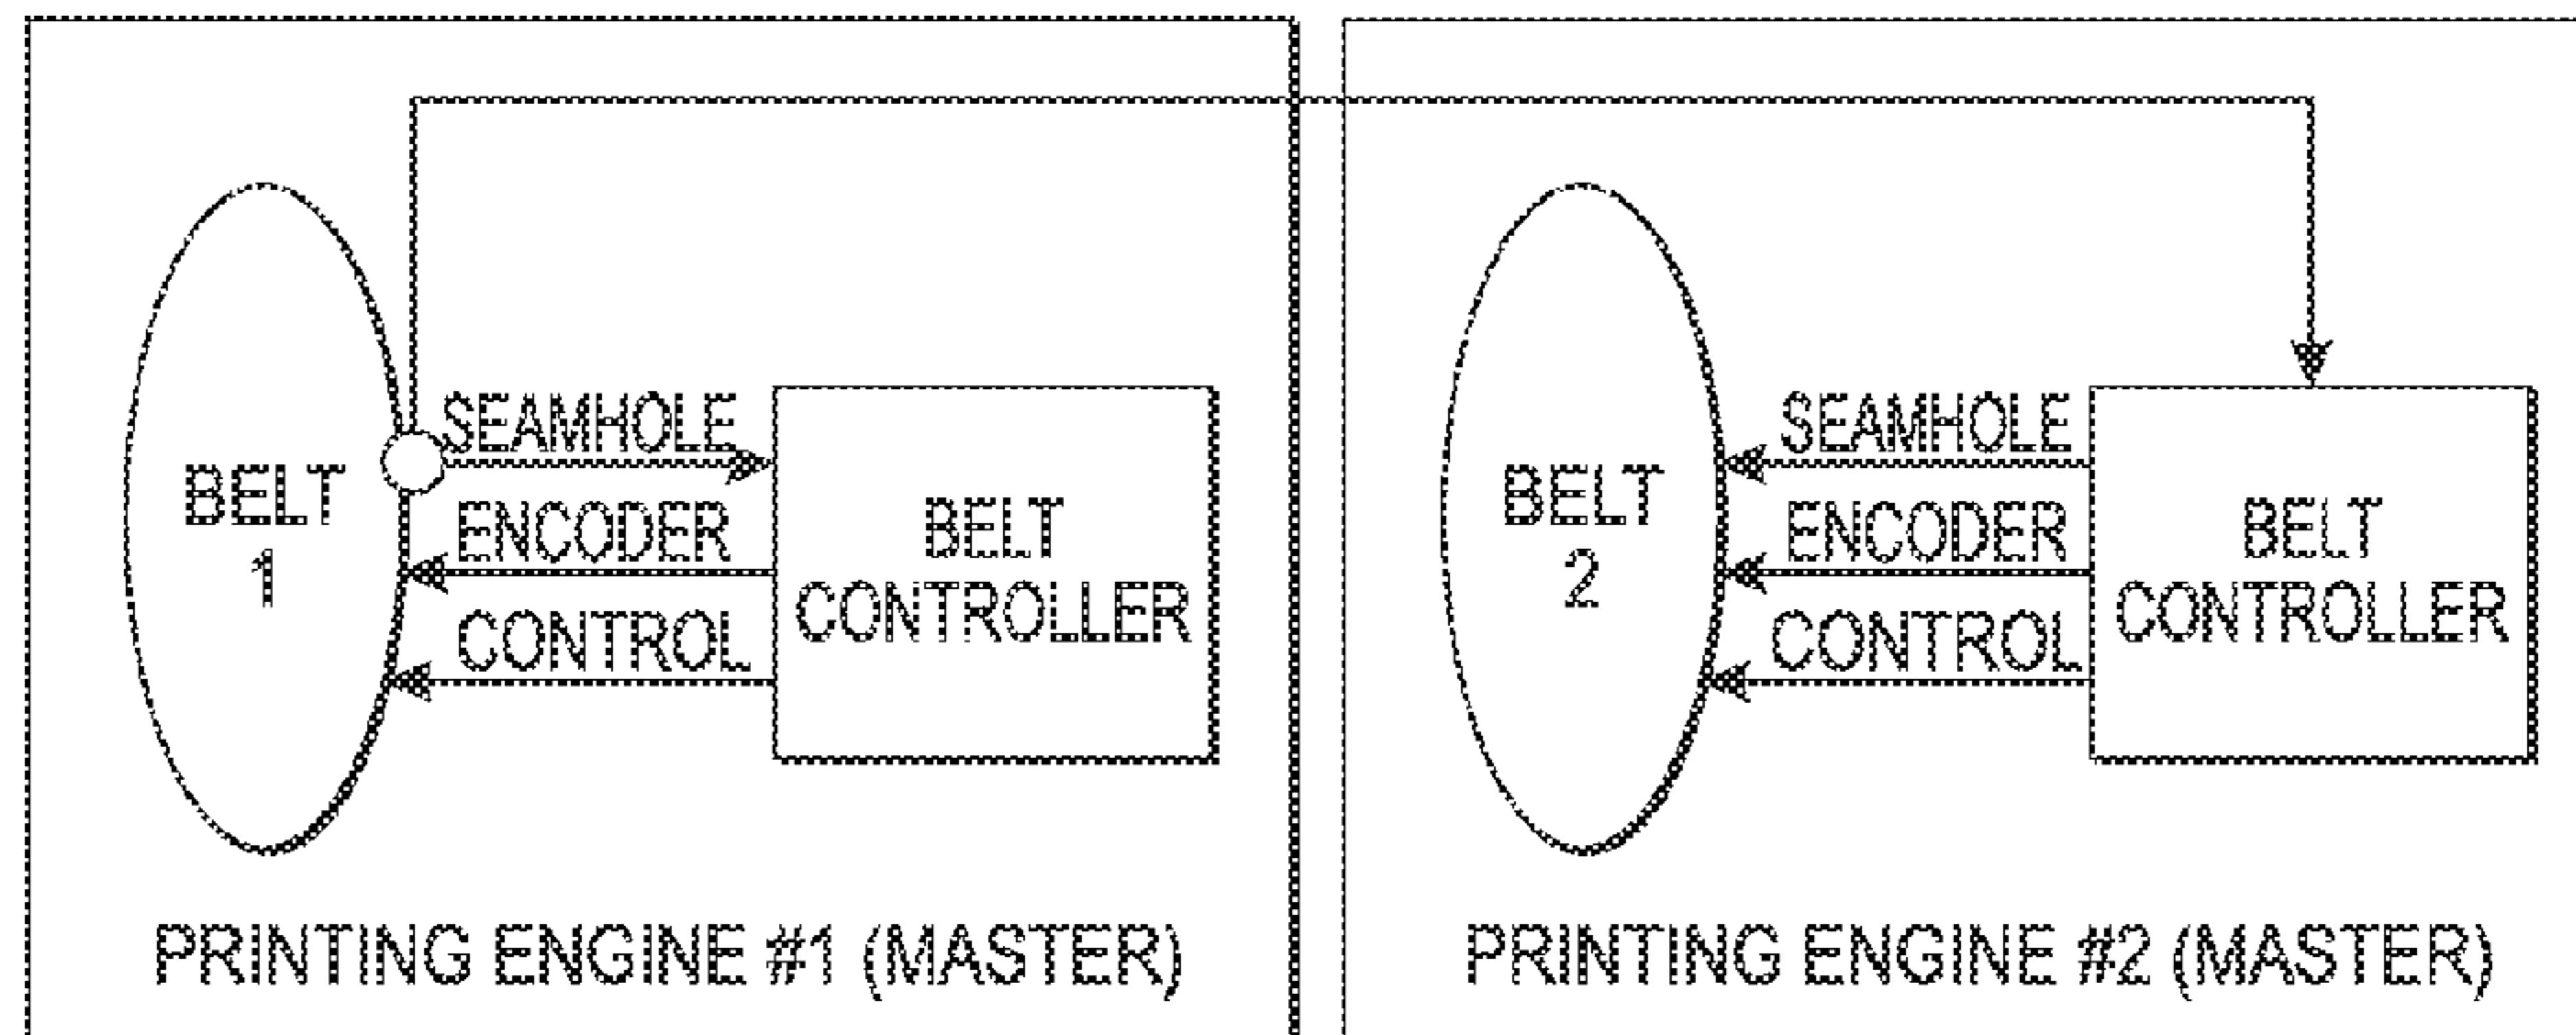 SEAMHOLE
BELT
1
ENCODER
CONTROL
BELT
CONTROLLER
PRINTING ENGINE #1 (MASTER)
SEAMHOLE
BELT
2
ENCODER
CONTROL
BELT
CONTROLLER
PRINTING ENGINE #2 (MASTER)